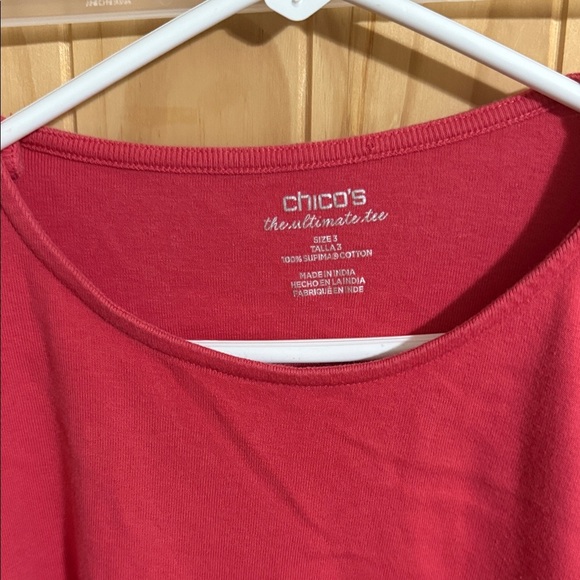 chico's
the.ultimate.tee
SIZE 3
TALLA 3
100% SUPIMA® COTTON
MADE IN INDIA
HECHO EN LA INDIA
FABRIQUÉ EN INDE